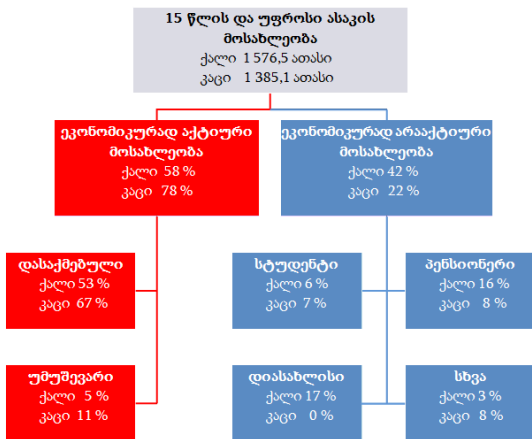 15 წლის და უფროსი ასაკის
მოსახლეობა
ქალი 1 576,5 ათასი
კაცი 1 385,1 ათასი
ეკონომიკურად აქტიური
მოსახლეობა
ქალი 58 %
კაცი 78 %
ეკონომიკურად არააქტიური
მოსახლეობა
ქალი 42 %
კაცი 22 %
დასაქმებული
ქალი 53 %
კაცი 67 %
სტუდენტი
ქალი 6 %
კაცი 7 %
პენსიონერი
ქალი 16 %
კაცი 8 %
უმუშევარი
ქალი 5 %
კაცი 11 %
დიასახლისი
ქალი 17 %
კაცი 0 %
სხვა
ქალი 3 %
კაცი 8 %